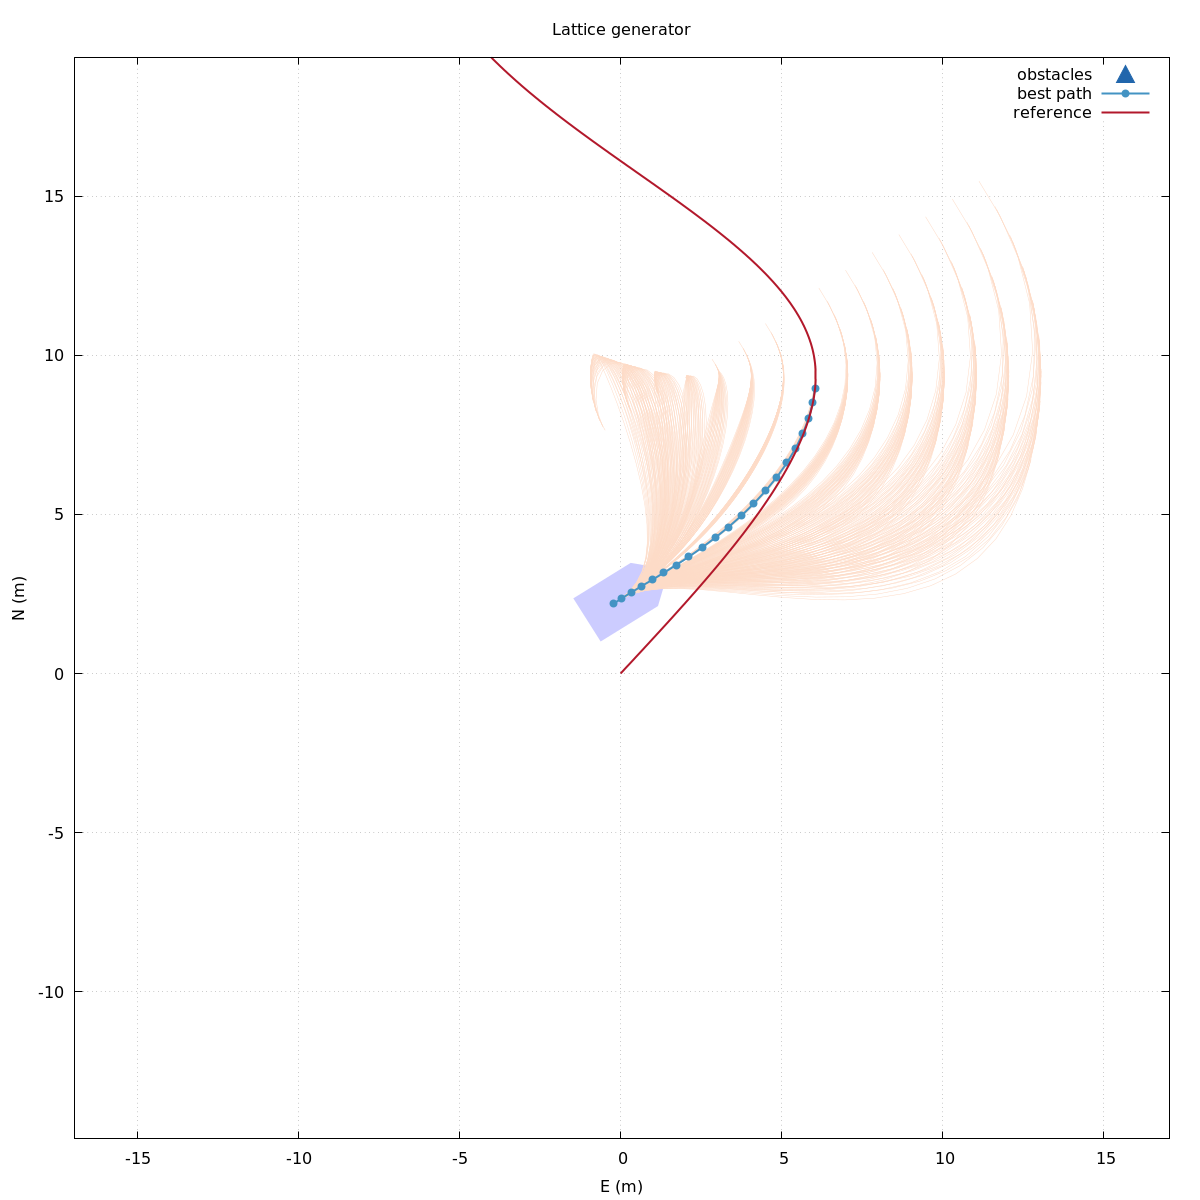 Lattice generator
obstacles
best path
reference
15
10
5
0
-5
-10
N (m)
-15 -10 -5 0 5 10 15
E (m)